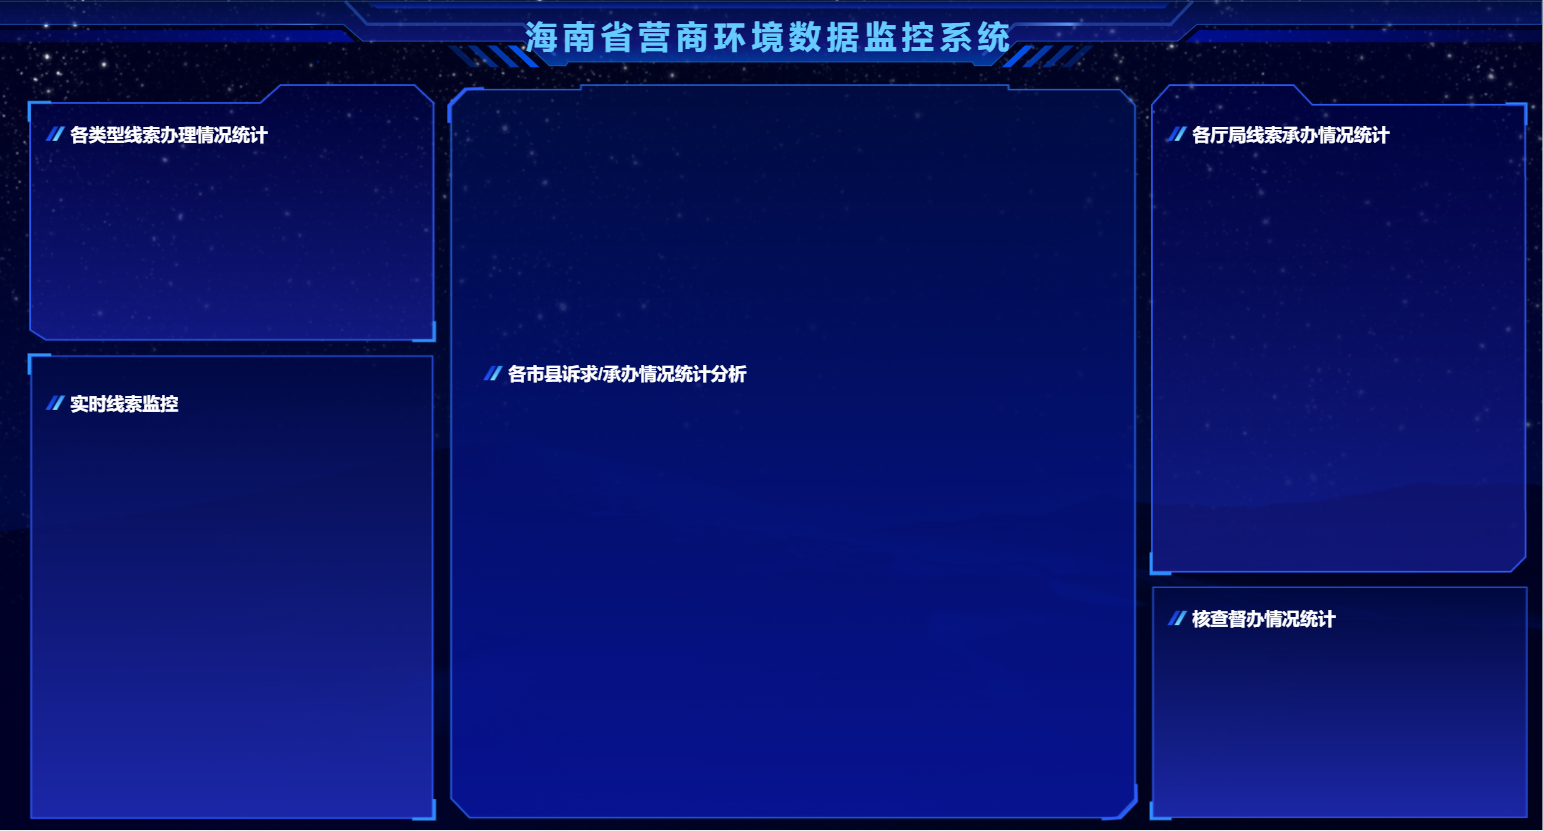 海南省营商环境数据监控系统
各类型线索办理情况统计
实时线索监控
各市县诉求/承办情况统计分析
各厅局线索承办情况统计
核查督办情况统计